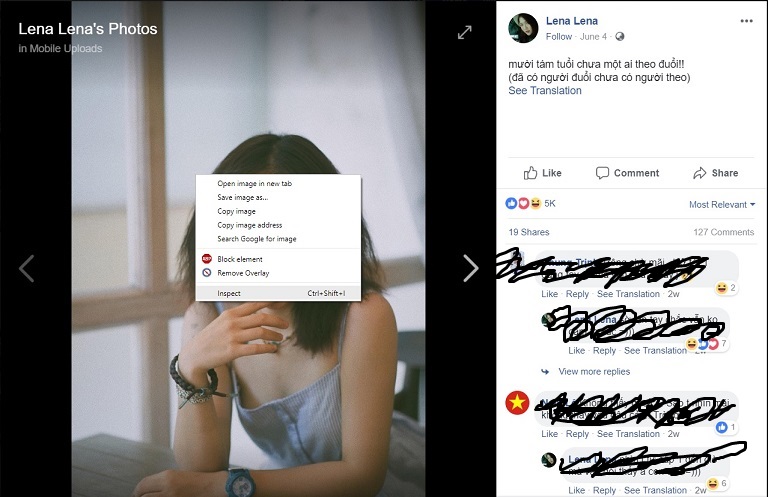 Lena Lena's Photos
in Mobile Uploads
Open image in new tab
Save image as...
Copy image
Copy image address
Search Google for image
Block element
Remove Overlay
Inspect Ctrl+Shift+I
Lena Lena
Follow · June 4 ·
mười tám tuổi chưa một ai theo đuổi!!
(đã có người đuổi chưa có người theo)
See Translation
Like Comment Share
5K Most Relevant
19 Shares 127 Comments
2
Like · Reply · See Translation · 2w
Lena Lena
7
Like · Reply · See Translation · 2w
View more replies
1
Like · Reply · See Translation · 2w
Lena Lena
6
Like · Reply · See Translation · 2w